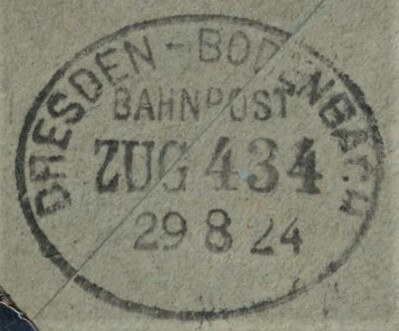 DRESDEN-BODENBACH
BAHNPOST
ZUG 434
29 8 24